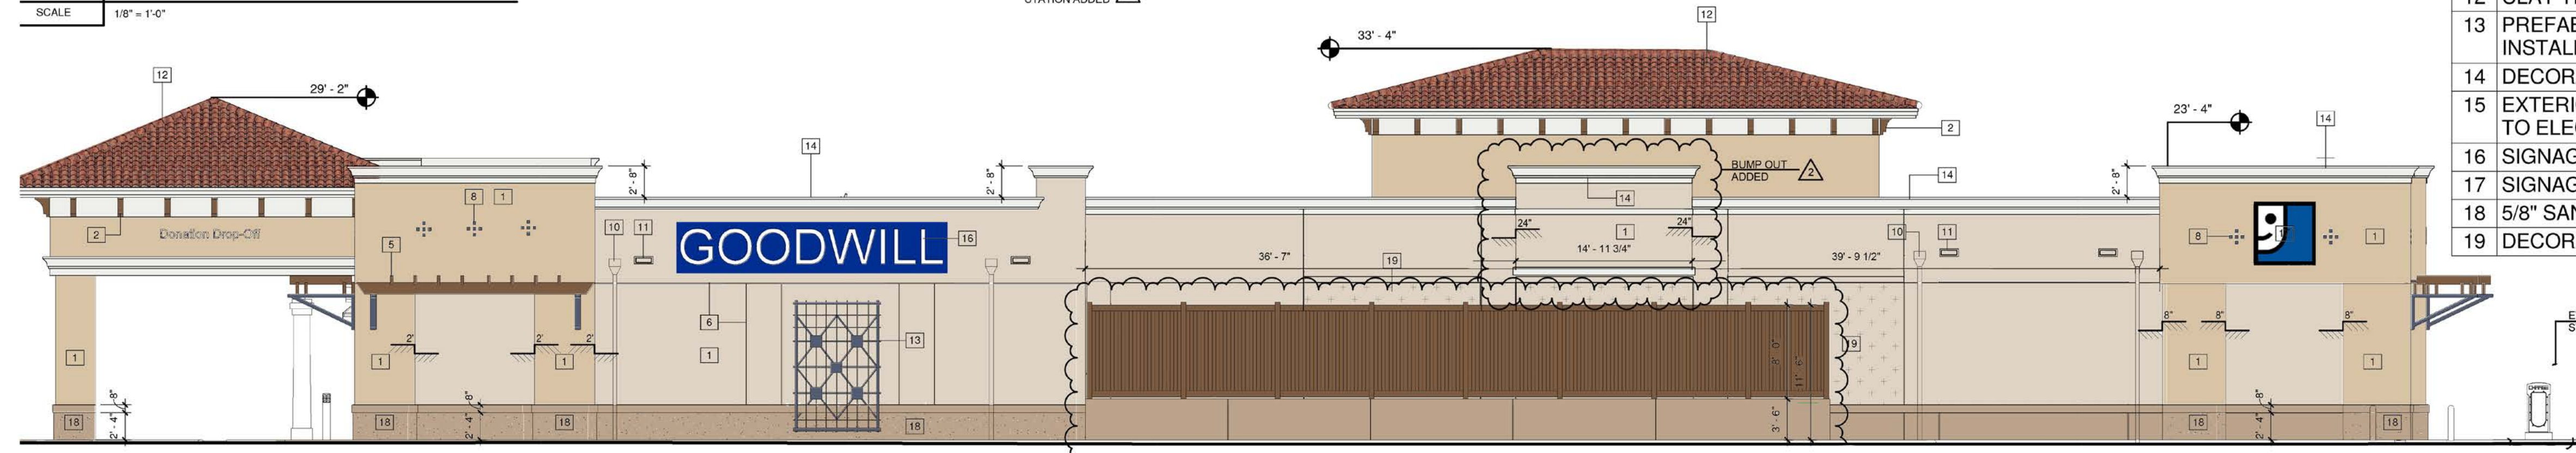 SCALE
1/8" = 1'-0"
STATION ADDED
12
13 PREFAB
INSTALL
14 DECOR
15 EXTERI
TO ELE
16 SIGNAG
17 SIGNAG
18 5/8" SAN
19 DECOR
12
33' - 4"
12
29' - 2"
23' - 4"
14
2
14
BUMP OUT
ADDED
2
14
2' - 8"
2' - 8"
14
2' - 8"
8
1
2
Donation Drop-Off
5
10
11
GOODWILL
16
24"
1
24"
14' - 11 3/4"
36' - 7"
19
39' - 9 1/2"
10
11
8
1
1
6
1
13
2'
2'
2'
1
1
1
8' - 0"
11' - 6"
19
8"
8"
8"
1
1
8"
2' - 4"
18
18
8"
2' - 4"
18
18
3' - 6"
18
8"
2' - 4"
18